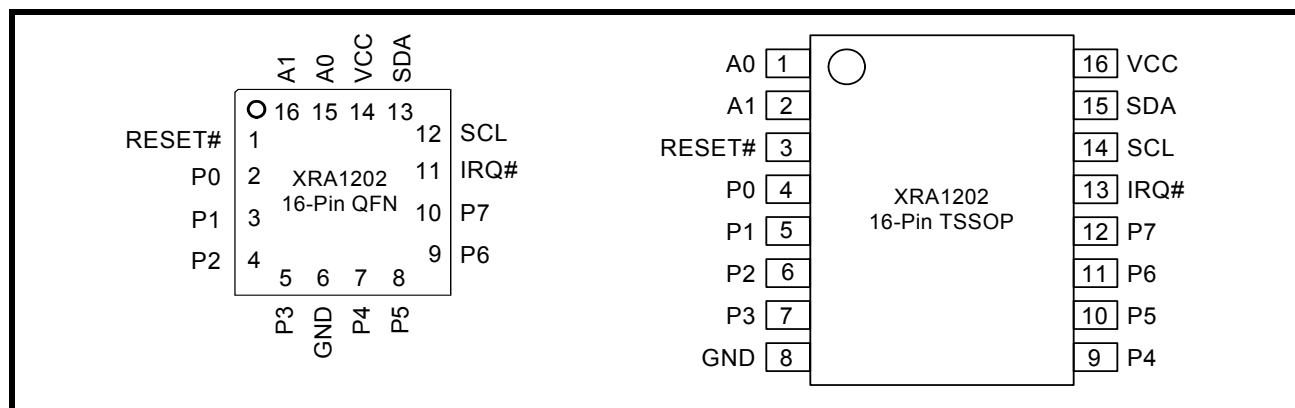 A1 A0 VCC SDA
16 15 14 13
RESET# 1
P0 2
P1 3
P2 4
XRA1202
16-Pin QFN
12 SCL
11 IRQ#
10 P7
9 P6
5 6 7 8
P3 GND P4 P5
A0 1
A1 2
RESET# 3
P0 4
P1 5
P2 6
P3 7
GND 8
XRA1202
16-Pin TSSOP
16 VCC
15 SDA
14 SCL
13 IRQ#
12 P7
11 P6
10 P5
9 P4